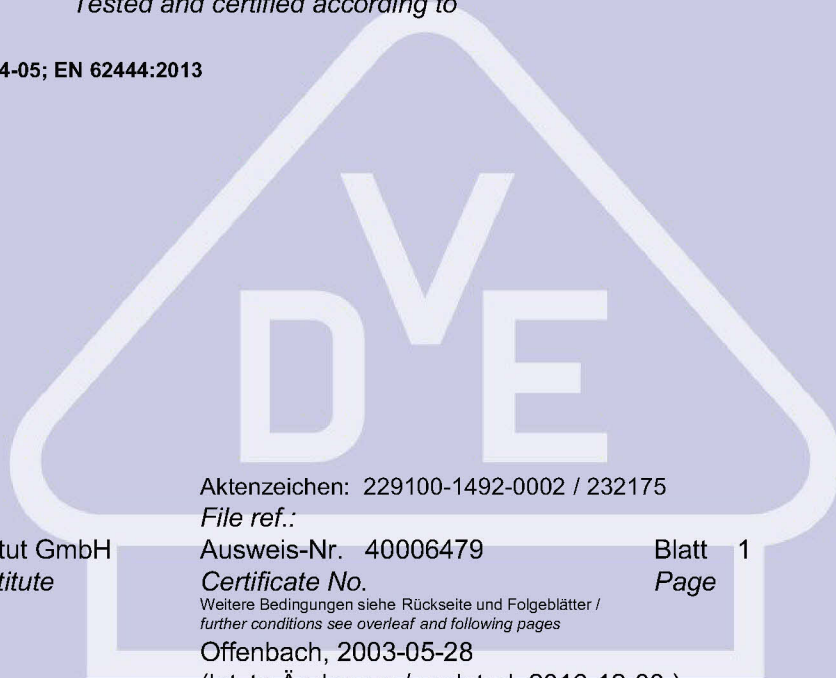 Tested and certified according to
4-05; EN 62444:2013
VDE
Aktenzeichen: 229100-1492-0002 / 232175
File ref.:
tut GmbH Ausweis-Nr. 40006479 Blatt 1
titute Certificate No. Page
Weitere Bedingungen siehe Rückseite und Folgeblätter /
further conditions see overleaf and following pages
Offenbach, 2003-05-28